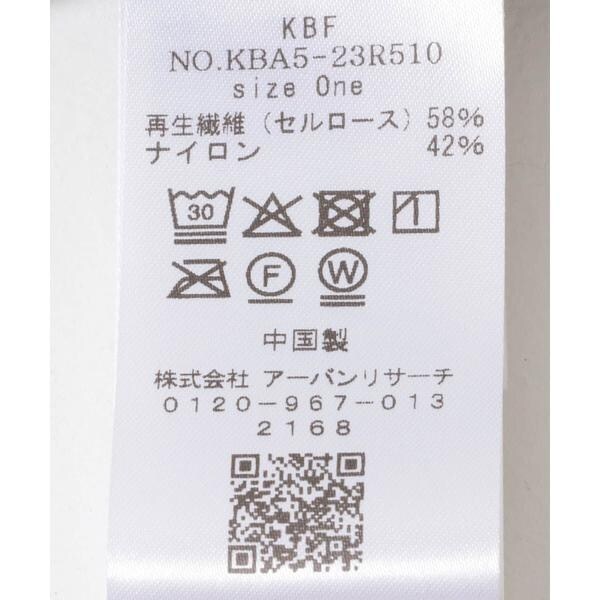 KBF
NO.KBA5-23R510
size One
再生繊維 (セルロース) 58%
ナイロン 42%
30
F W
中国製
株式会社 アーバンリサーチ
0120-967-013
2168